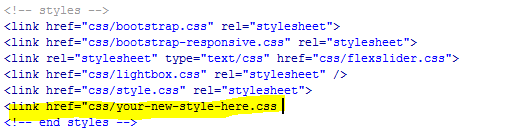 <!-- styles -->
<link href="css/bootstrap.css" rel="stylesheet">
<link href="css/bootstrap-responsive.css" rel="stylesheet">
<link rel="stylesheet" type="text/css" href="css/flexslider.css">
<link href="css/lightbox.css" rel="stylesheet" />
<link href="css/style.css" rel="stylesheet">
<link href="css/your-new-style-here.css
<!-- end styles -->